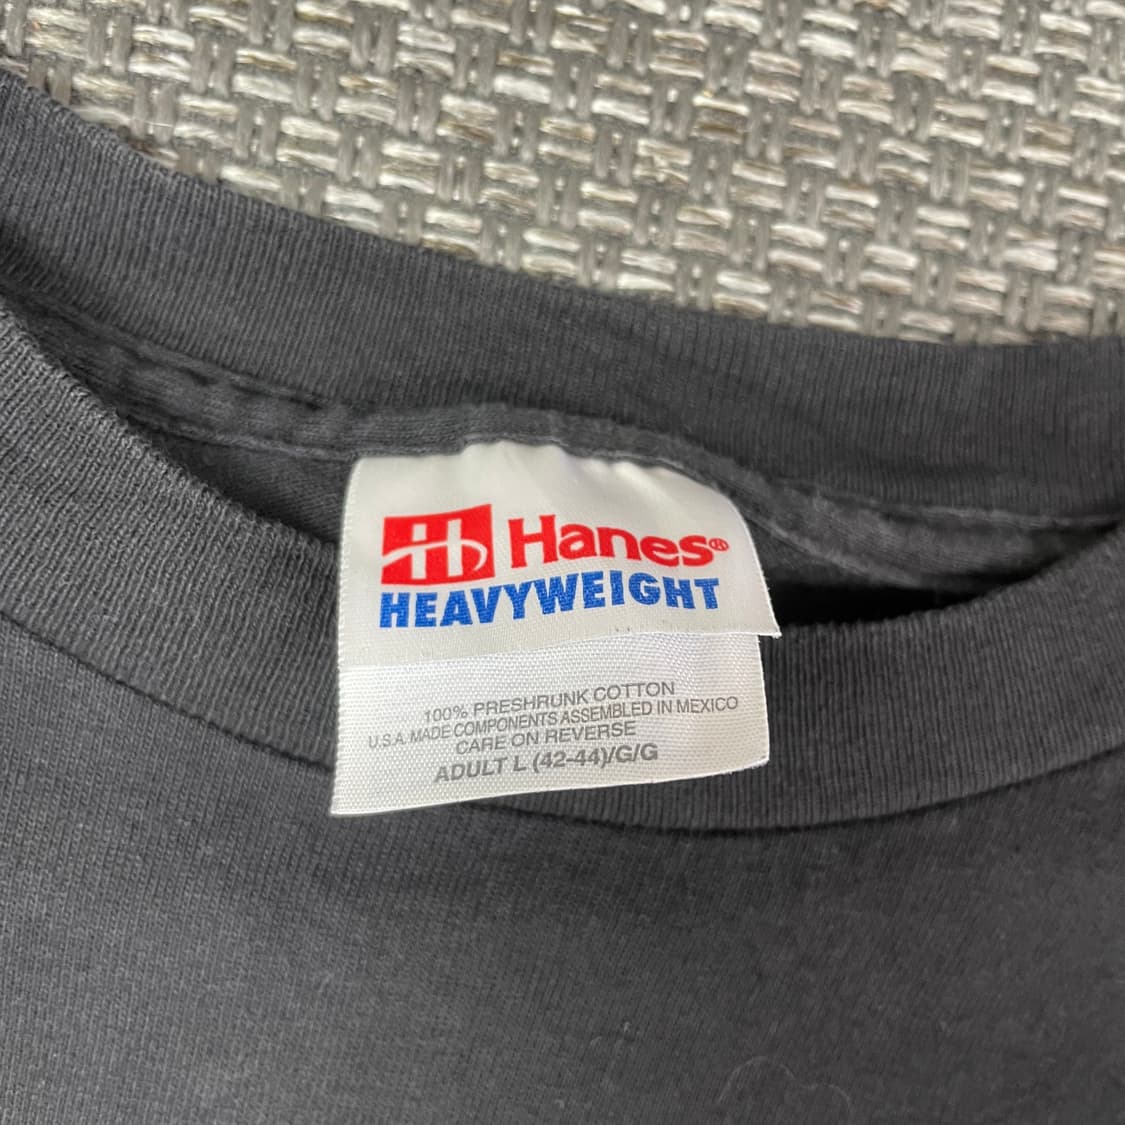 H Hanes®
HEAVYWEIGHT
100% PRESHRUNK COTTON
U.S.A. MADE COMPONENTS ASSEMBLED IN MEXICO
CARE ON REVERSE
ADULT L (42-44)/G/G